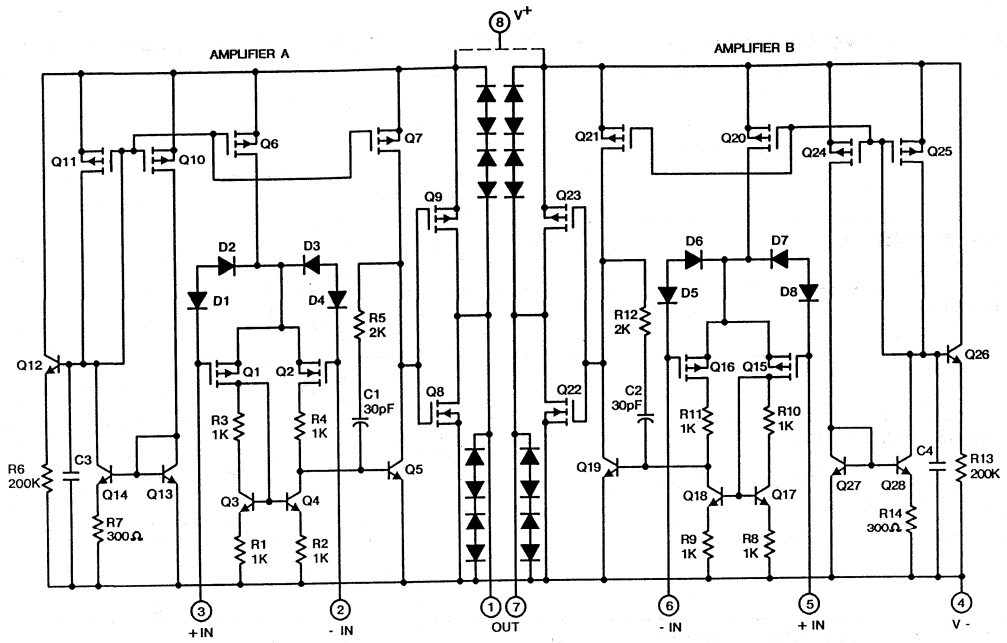 8 V+
AMPLIFIER A
AMPLIFIER B
Q11
Q10
Q6
Q7
Q21
Q20
Q24
Q25
Q9
Q23
D2
D3
D6
D7
D1
D4
D5
D8
R5
2K
R12
2K
Q12
Q1
Q2
Q16
Q15
Q26
C1
30pF
Q8
Q22
C2
30pF
R3
1K
R4
1K
R11
1K
R10
1K
R6
200K
C3
Q14
Q13
Q5
Q19
Q3
Q4
Q18
Q17
Q27
Q28
C4
R13
200K
R7
300Ω
R14
300Ω
R1
1K
R2
1K
R9
1K
R8
1K
3
2
1
7
6
5
4
+ IN
- IN
OUT
- IN
+ IN
V -